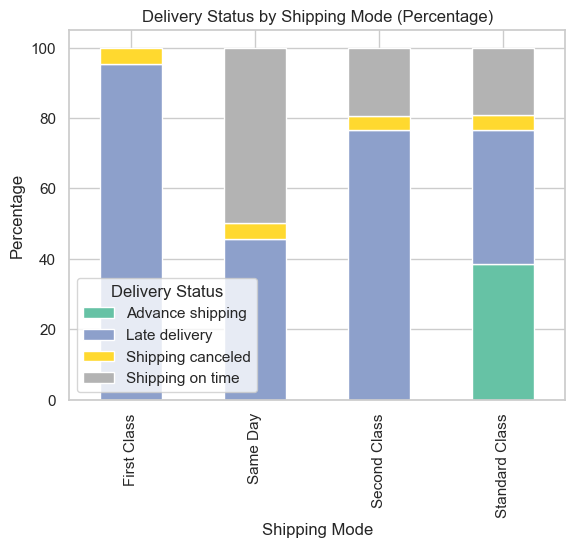 Delivery Status by Shipping Mode (Percentage)
100
80
60
40
20
0
Percentage
Delivery Status
Advance shipping
Late delivery
Shipping canceled
Shipping on time
First Class
Same Day
Second Class
Standard Class
Shipping Mode